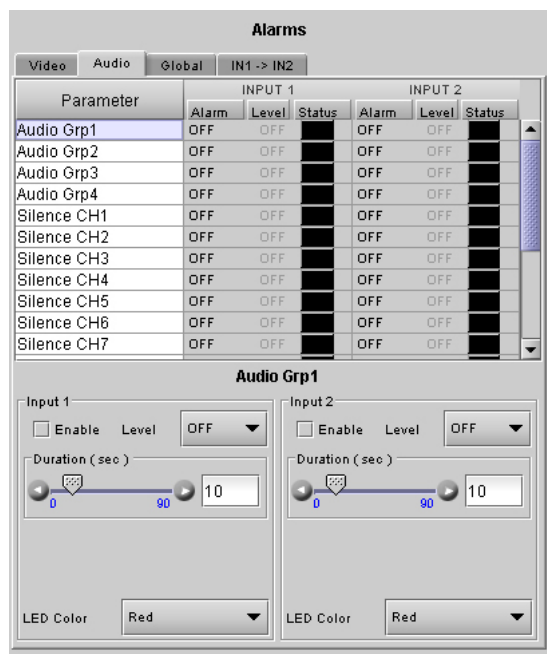 Alarms
Video Audio Global IN1 -> IN2
Parameter INPUT 1 INPUT 2
Alarm Level Status Alarm Level Status
Audio Grp1 OFF OFF OFF OFF
Audio Grp2 OFF OFF OFF OFF
Audio Grp3 OFF OFF OFF OFF
Audio Grp4 OFF OFF OFF OFF
Silence CH1 OFF OFF OFF OFF
Silence CH2 OFF OFF OFF OFF
Silence CH3 OFF OFF OFF OFF
Silence CH4 OFF OFF OFF OFF
Silence CH5 OFF OFF OFF OFF
Silence CH6 OFF OFF OFF OFF
Silence CH7 OFF OFF OFF OFF
Audio Grp1
Input 1
Enable Level OFF
Duration ( sec )
0 90 10
LED Color Red
Input 2
Enable Level OFF
Duration ( sec )
0 90 10
LED Color Red